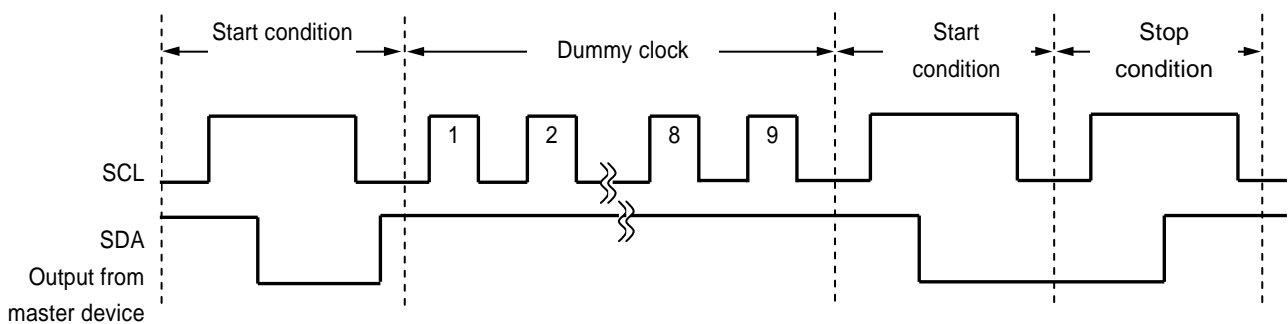 Start condition
Dummy clock
Start
condition
Stop
condition
1
2
8
9
SCL
SDA
Output from
master device